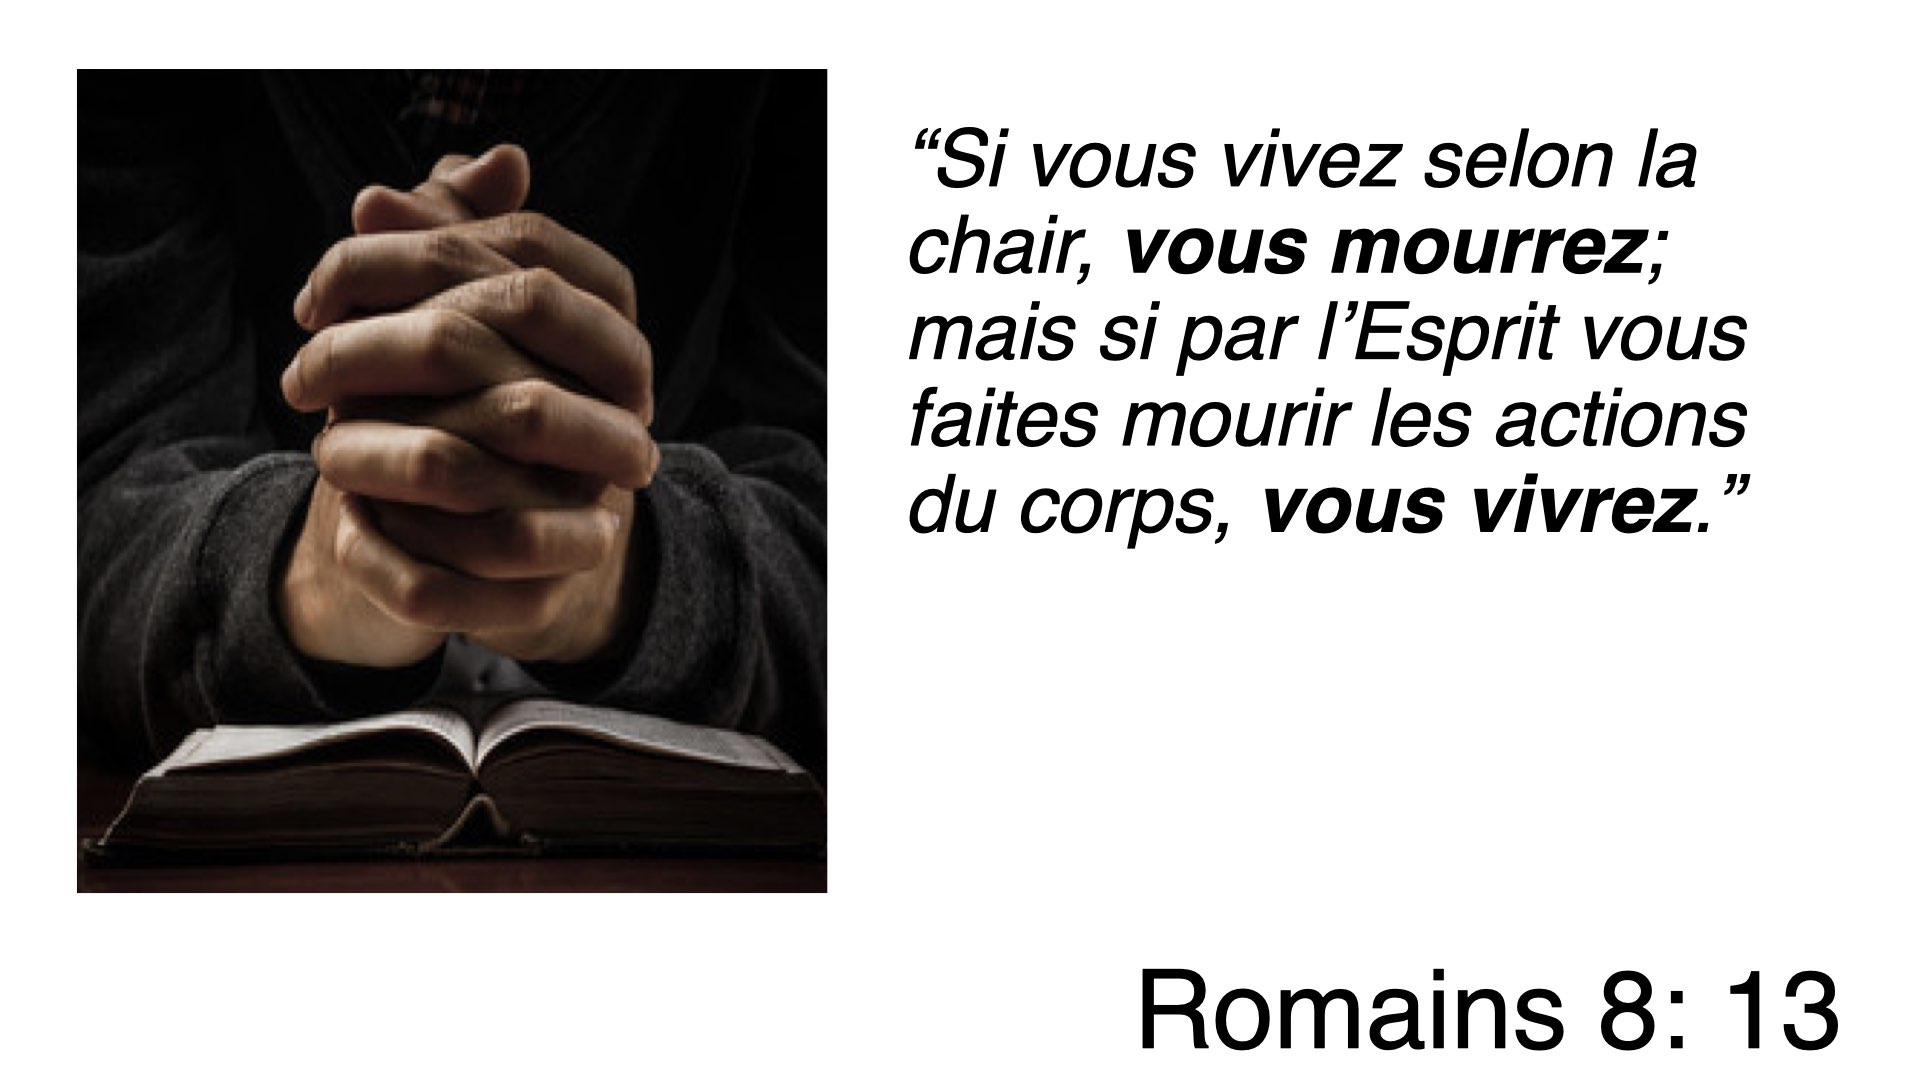 “Si vous vivez selon la
chair, vous mourrez;
mais si par l’Esprit vous
faites mourir les actions
du corps, vous vivrez.”
Romains 8: 13